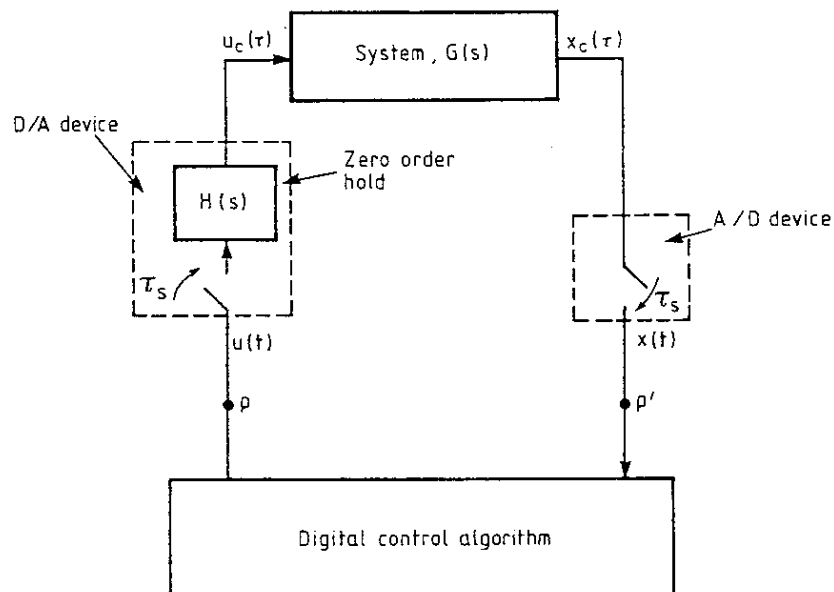 u_c(τ)
System, G(s)
x_c(τ)
D/A device
Zero order
hold
H(s)
A/D device
τ_s
τ_s
u(t)
x(t)
ρ
ρ'
Digital control algorithm